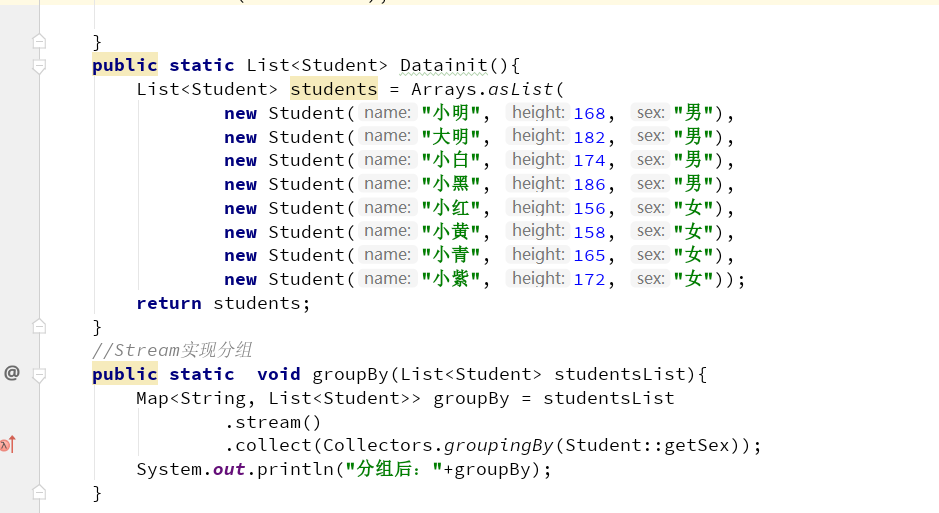 }
public static List<Student> Datainit(){
List<Student> students = Arrays.asList(
new Student( name: "小明", height: 168, sex: "男"),
new Student( name: "大明", height: 182, sex: "男"),
new Student( name: "小白", height: 174, sex: "男"),
new Student( name: "小黑", height: 186, sex: "男"),
new Student( name: "小红", height: 156, sex: "女"),
new Student( name: "小黄", height: 158, sex: "女"),
new Student( name: "小青", height: 165, sex: "女"),
new Student( name: "小紫", height: 172, sex: "女"));
return students;
}
//Stream实现分组
@ public static  void groupBy(List<Student> studentsList){
Map<String, List<Student>> groupBy = studentsList
.stream()
.collect(Collectors.groupingBy(Student::getSex));
System.out.println("分组后："+groupBy);
}